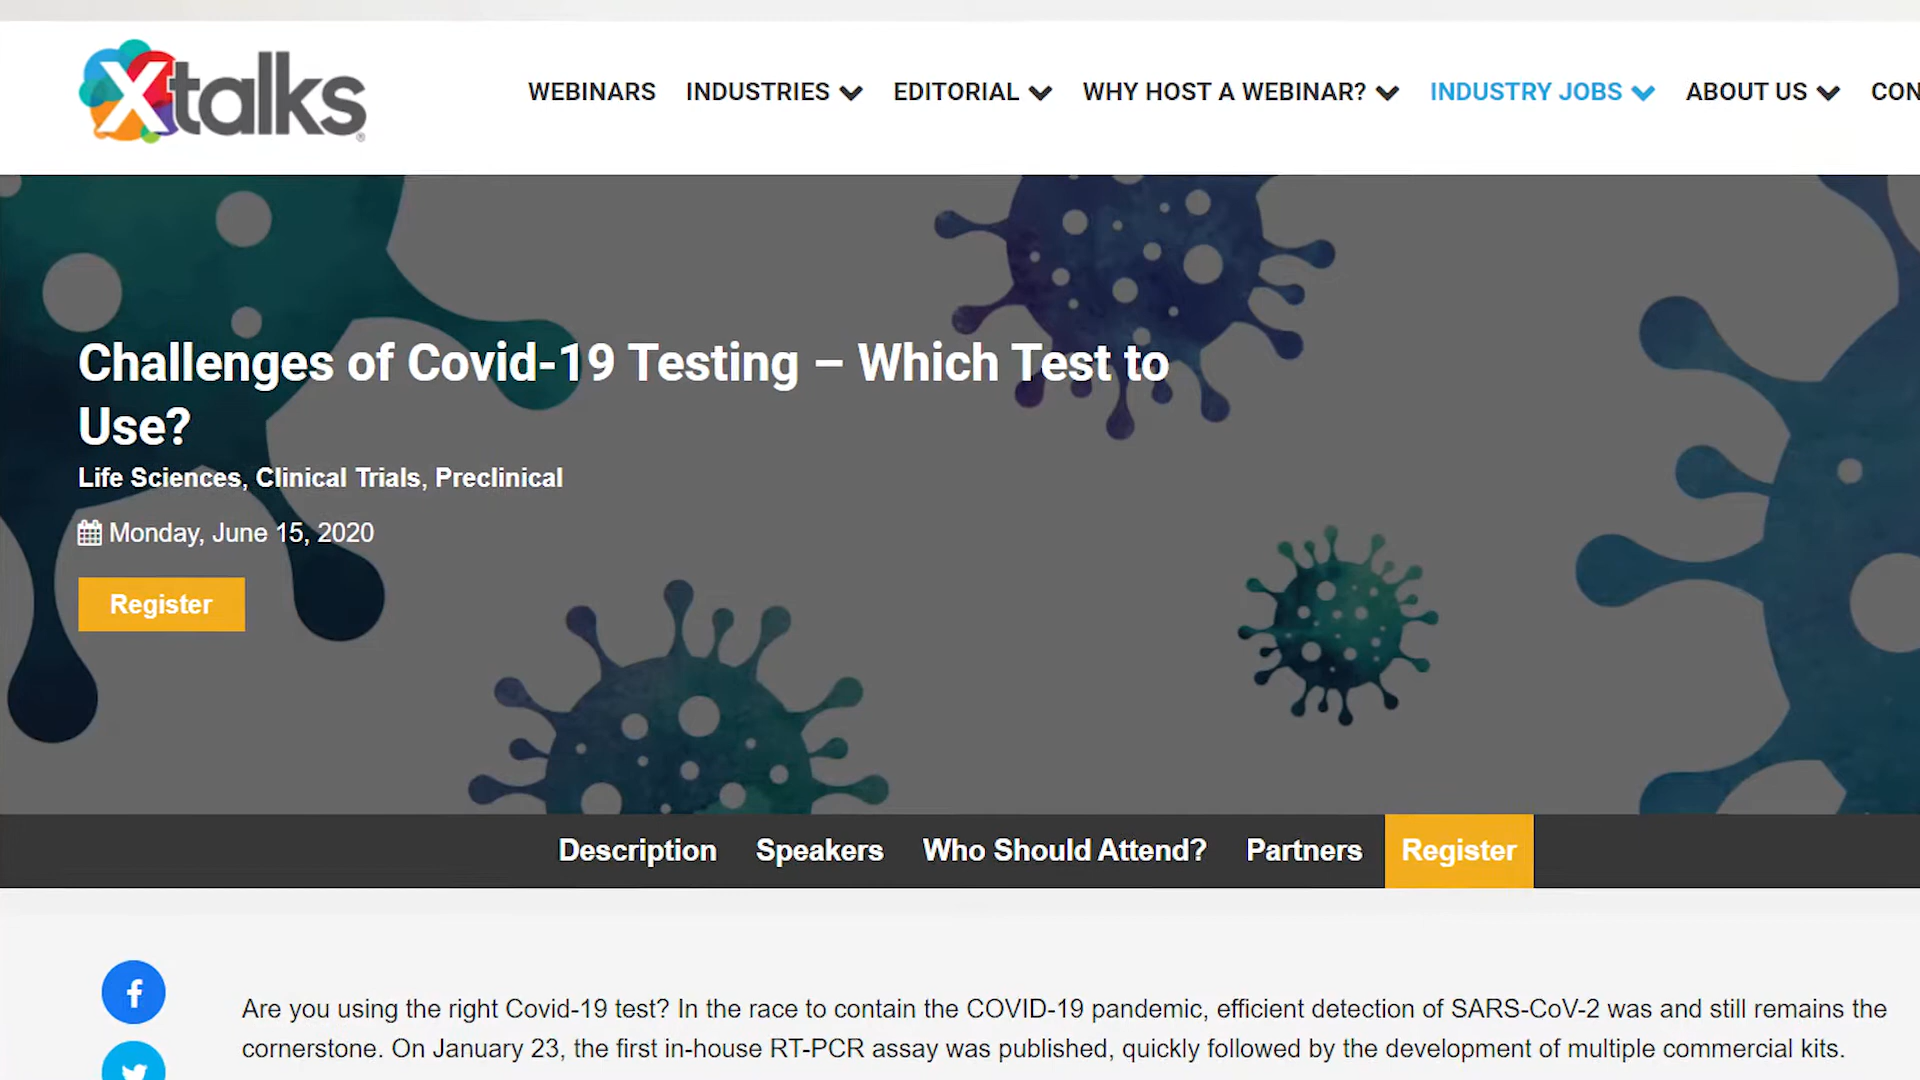 Xtalks®
WEBINARS INDUSTRIES EDITORIAL WHY HOST A WEBINAR? INDUSTRY JOBS ABOUT US CON
Challenges of Covid-19 Testing – Which Test to
Use?
Life Sciences, Clinical Trials, Preclinical
Monday, June 15, 2020
Register
Description Speakers Who Should Attend? Partners Register
Are you using the right Covid-19 test? In the race to contain the COVID-19 pandemic, efficient detection of SARS-CoV-2 was and still remains the
cornerstone. On January 23, the first in-house RT-PCR assay was published, quickly followed by the development of multiple commercial kits.